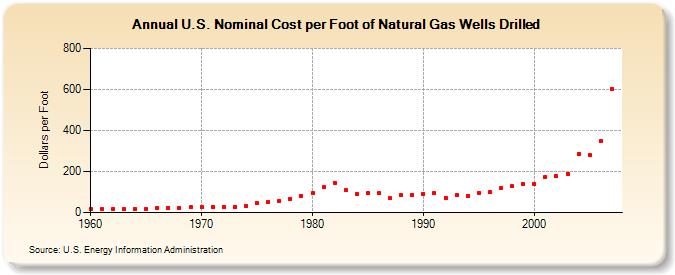 Annual U.S. Nominal Cost per Foot of Natural Gas Wells Drilled
Dollars per Foot
800
600
400
200
0
1960 1970 1980 1990 2000
Source: U.S. Energy Information Administration